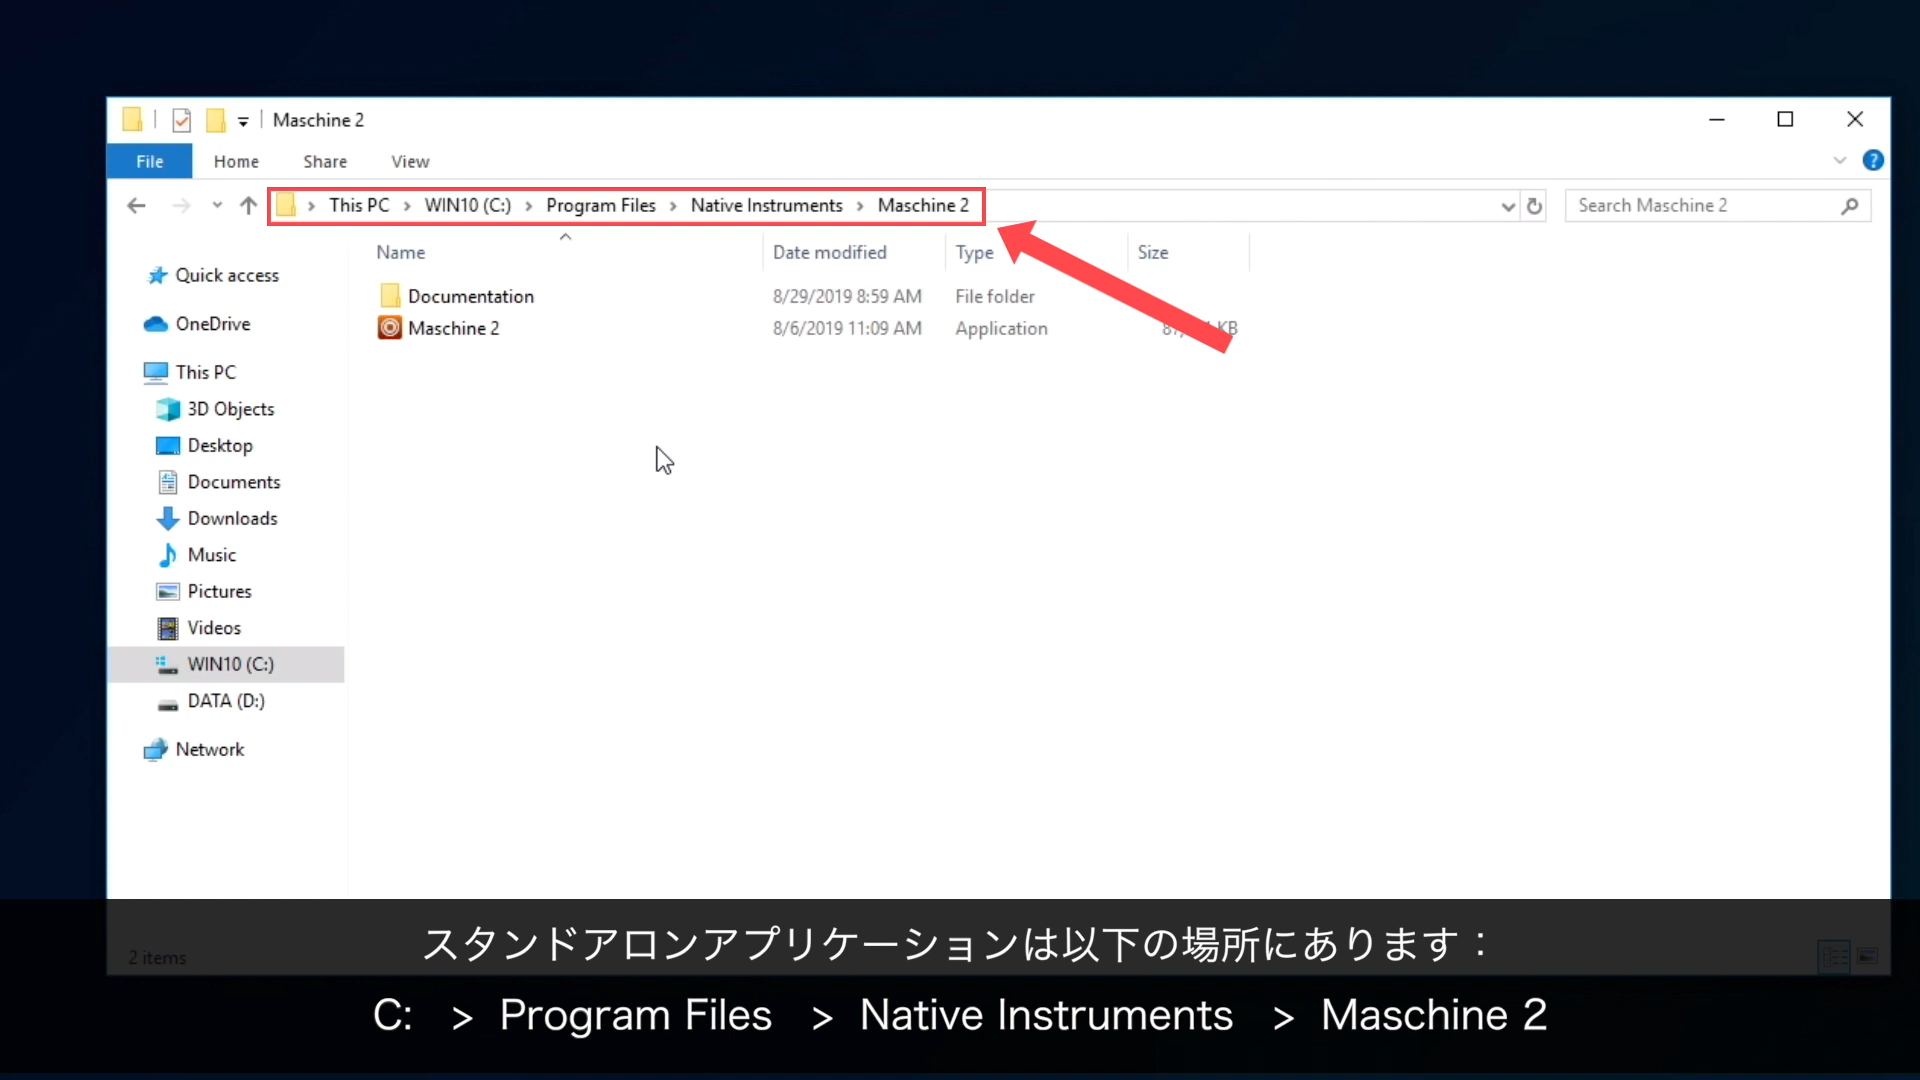 Maschine 2
File Home Share View
This PC > WIN10 (C:) > Program Files > Native Instruments > Maschine 2
Search Maschine 2
Name Date modified Type Size
Documentation 8/29/2019 8:59 AM File folder
Maschine 2 8/6/2019 11:09 AM Application KB
Quick access
OneDrive
This PC
3D Objects
Desktop
Documents
Downloads
Music
Pictures
Videos
WIN10 (C:)
DATA (D:)
Network
2 items
スタンドアロンアプリケーションは以下の場所にあります：
C: > Program Files > Native Instruments > Maschine 2